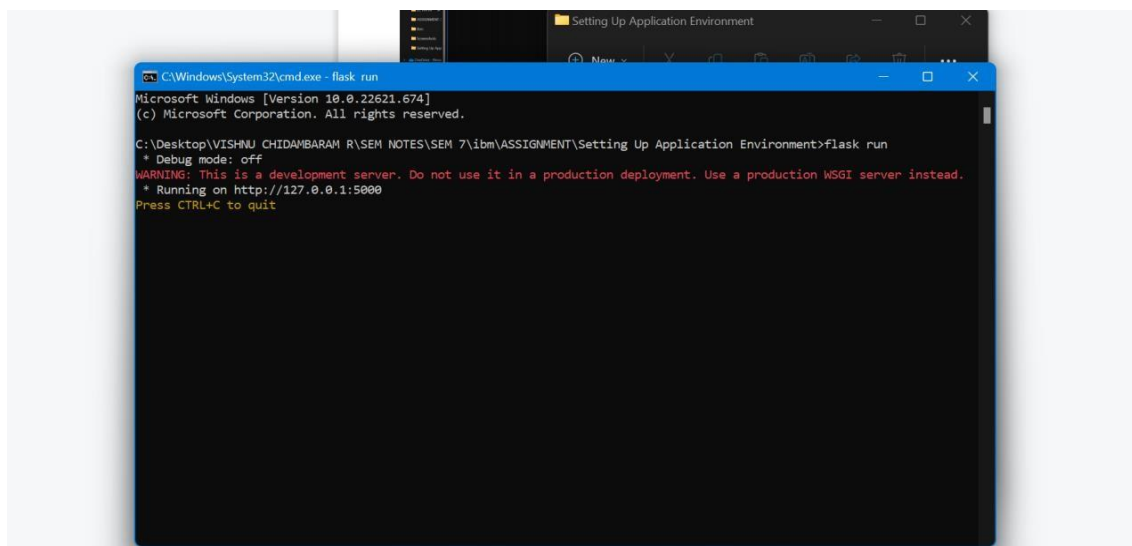 Setting Up Application Environment
New
C:\Windows\System32\cmd.exe - flask run
Microsoft Windows [Version 10.0.22621.674]
(c) Microsoft Corporation. All rights reserved.
C:\Desktop\VISHNU CHIDAMBARAM R\SEM NOTES\SEM 7\ibm\ASSIGNMENT\Setting Up Application Environment>flask run
* Debug mode: off
WARNING: This is a development server. Do not use it in a production deployment. Use a production WSGI server instead.
* Running on http://127.0.0.1:5000
Press CTRL+C to quit